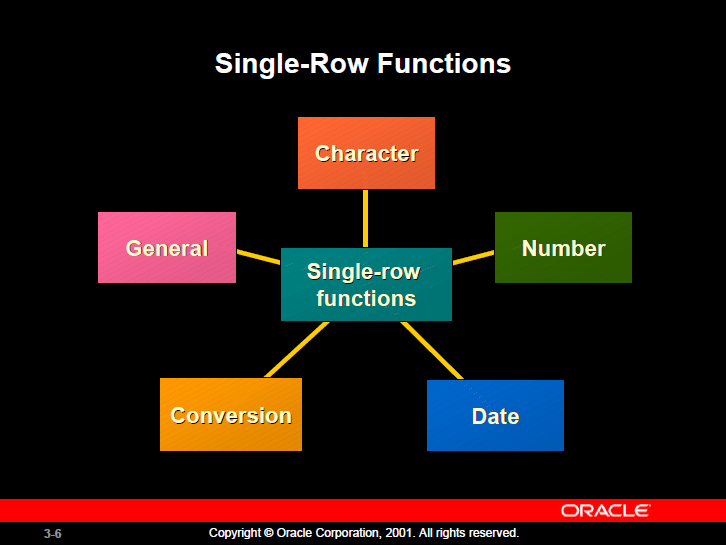 Single-Row Functions
Character
General
Number
Single-row
functions
Conversion
Date
ORACLE®
3-6
Copyright © Oracle Corporation, 2001. All rights reserved.